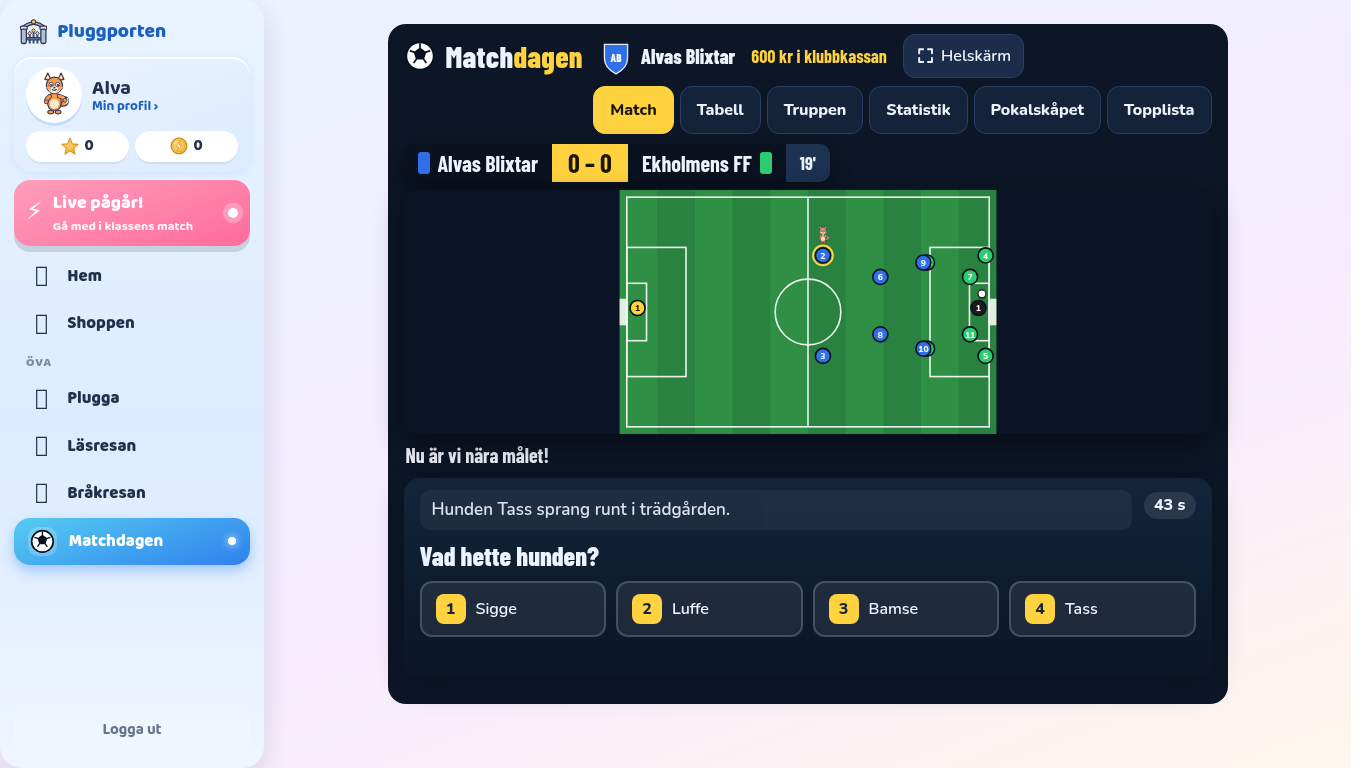 Pluggporten
Alva
Min profil ›
0
0
Live pågår!
Gå med i klassens match
Hem
Shoppen
ÖVA
Plugga
Läsresan
Bråkresan
Matchdagen
Logga ut
Matchdagen
AB
Alvas Blixtar
600 kr i klubbkassan
Helskärm
Match
Tabell
Truppen
Statistik
Pokalskåpet
Topplista
Alvas Blixtar
0 – 0
Ekholmens FF
19'
2
4
9
6
7
1
1
8
11
3
10
5
Nu är vi nära målet!
Hunden Tass sprang runt i trädgården.
43 s
Vad hette hunden?
1 Sigge
2 Luffe
3 Bamse
4 Tass